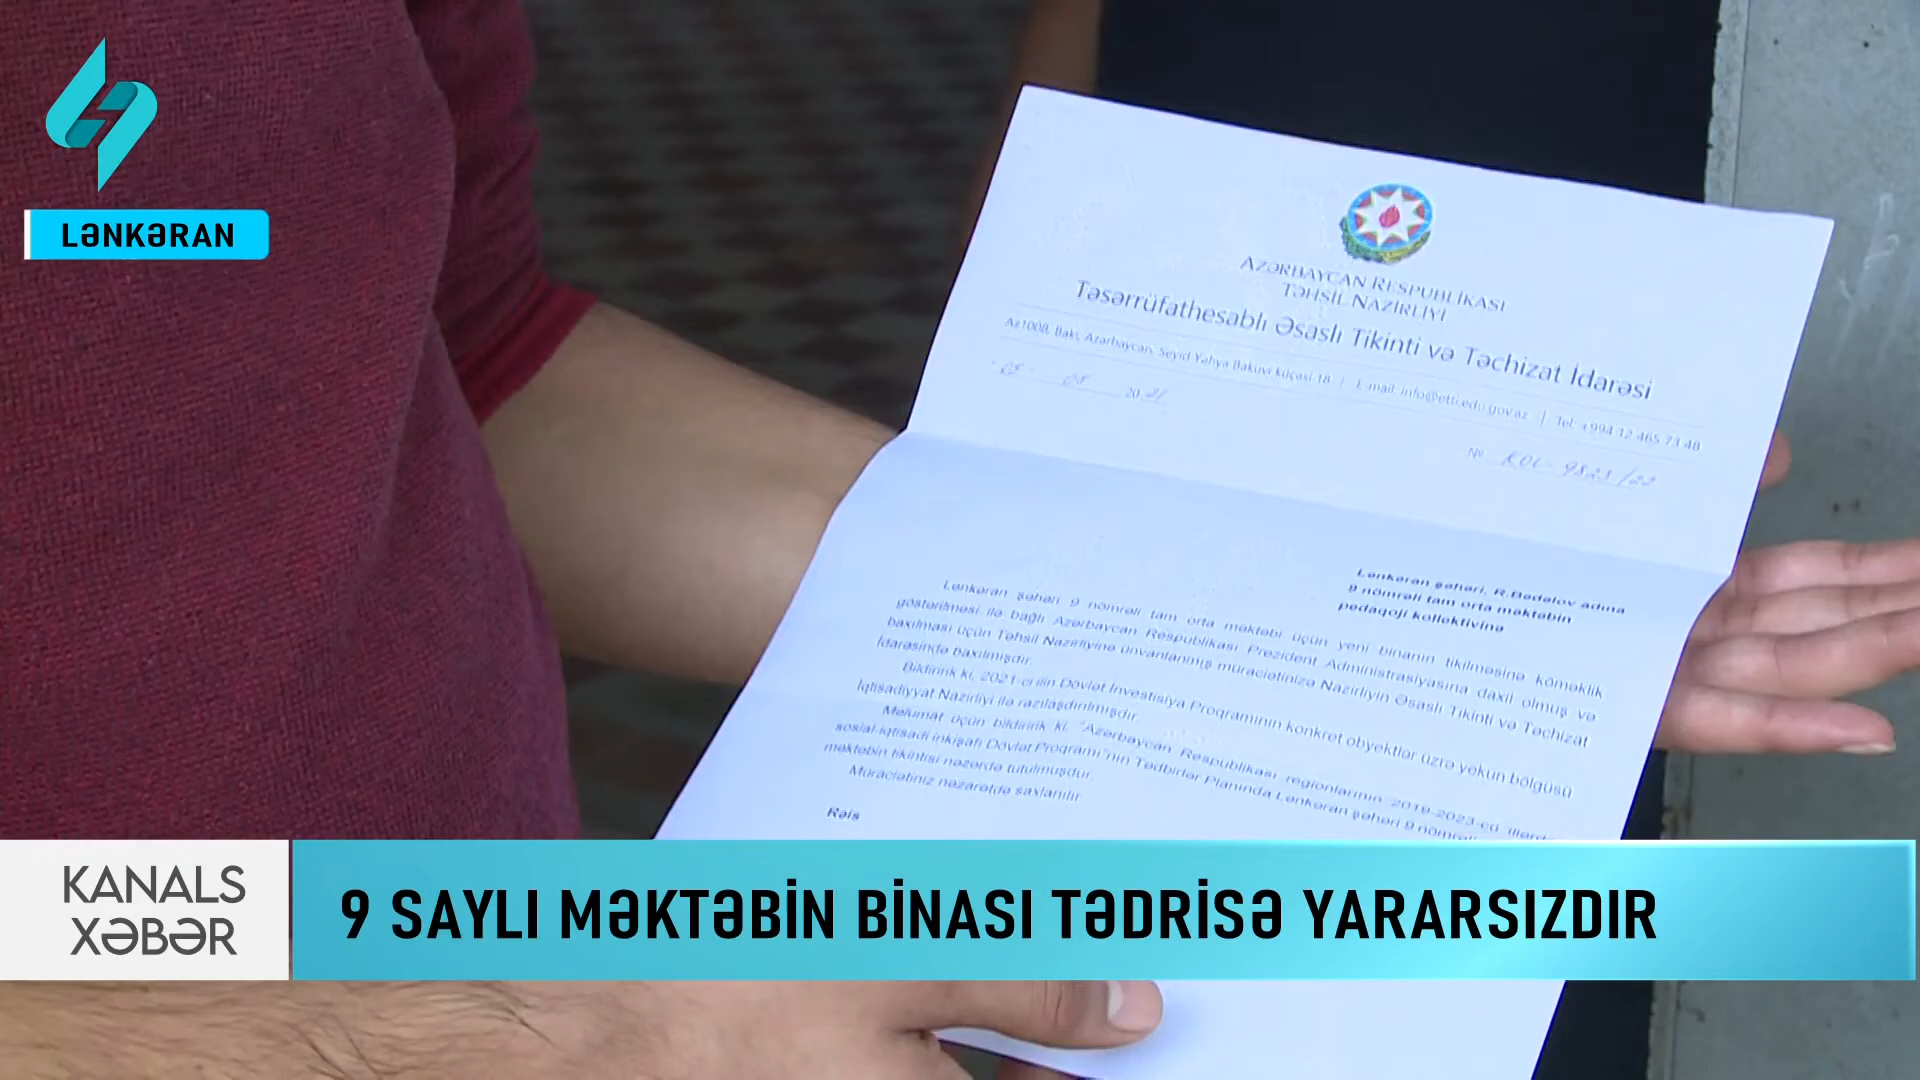 LƏNKƏRAN
AZƏRBAYCAN RESPUBLİKASI
TƏHSİL NAZİRLİYİ
Təsərrüfathesablı Əsaslı Tikinti və Təchizat İdarəsi
Az1008, Bakı, Azərbaycan, Seyid Yəhya Bakuvi küçəsi-18 | E-mail: info@etti.edu.gov.az | Tel: +994 12 465 73 48
05 05 2021
№
Lənkəran şəhəri, R.Bədəlov adına
9 nömrəli tam orta məktəbin
pedaqoji kollektivinə
Lənkəran şəhəri 9 nömrəli tam orta məktəbi üçün yeni binanın tikilməsinə köməklik
göstərilməsi ilə bağlı Azərbaycan Respublikası Prezident Administrasiyasına daxil olmuş və
baxılması üçün Təhsil Nazirliyinə ünvanlanmış müraciətinizə Nazirliyin Əsaslı Tikinti və Təchizat
İdarəsində baxılmışdır.
Bildiririk ki, 2021-ci ilin Dövlət İnvestisiya Proqramının konkret obyektlər üzrə yekun bölgüsü
İqtisadiyyat Nazirliyi ilə razılaşdırılmışdır.
Məlumat üçün bildiririk ki, "Azərbaycan Respublikası regionlarının 2019-2023-cü
sosial-iqtisadi inkişafı Dövlət Proqramı"nın Tədbirlər Planında Lənkəran şəhəri 9 nömrəli
məktəbin tikintisi nəzərdə tutulmuşdur.
Müraciətiniz nəzarətdə saxlanılır.
Rəis
KANALS
XƏBƏR
9 SAYLI MƏKTƏBİN BİNASI TƏDRİSƏ YARARSIZDIR